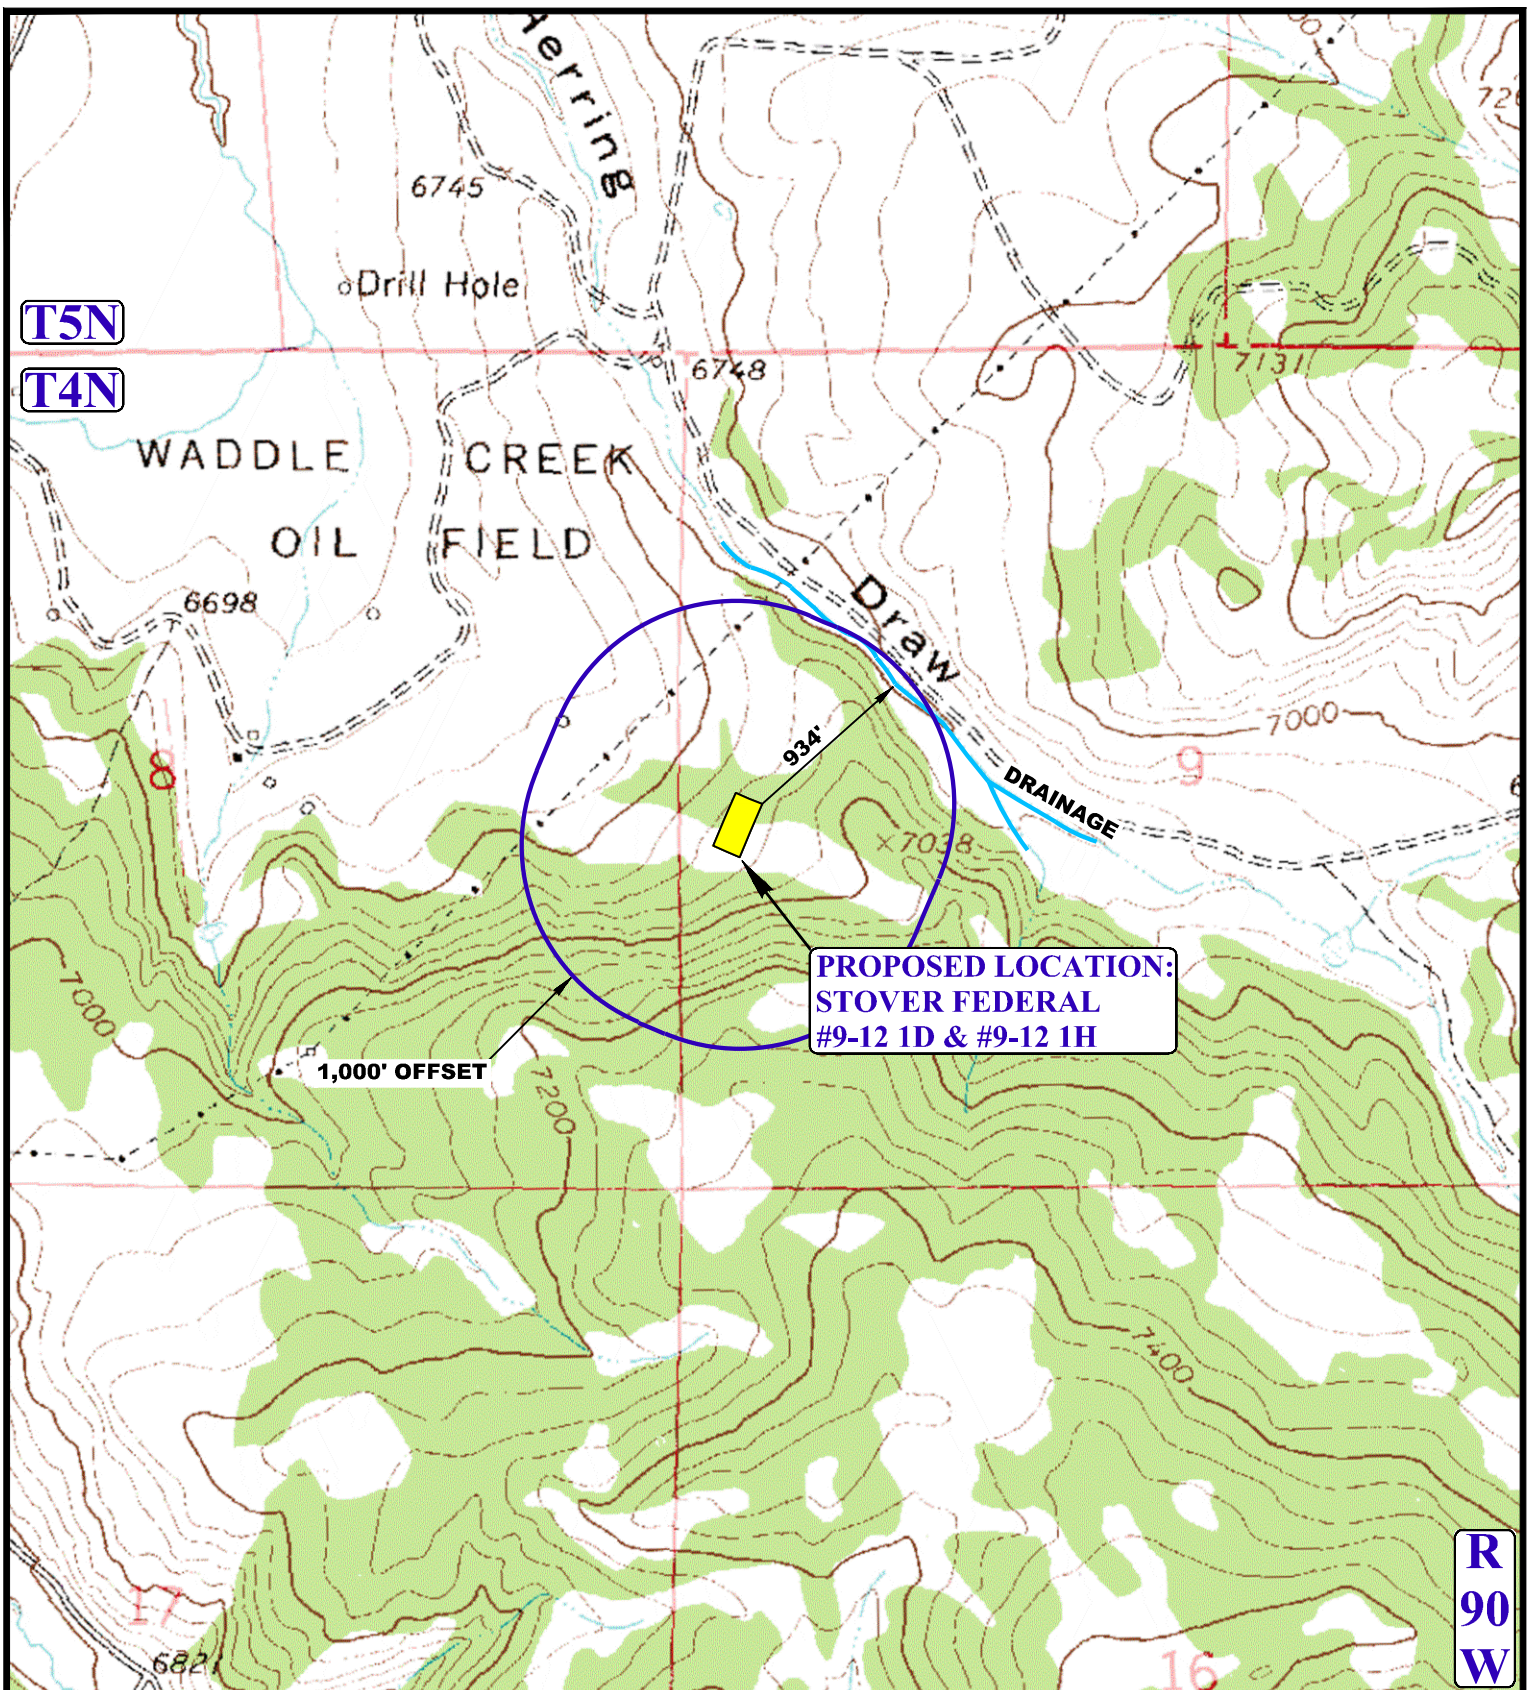 Herring
6745
Drill Hole
T5N
T4N
6748
7131
WADDLE CREEK
OIL FIELD
6698
Draw
7000
934'
8
9
DRAINAGE
×7038
PROPOSED LOCATION:
STOVER FEDERAL
#9-12 1D & #9-12 1H
7000
1,000' OFFSET
7200
7400
R
90
W
17
16
6821